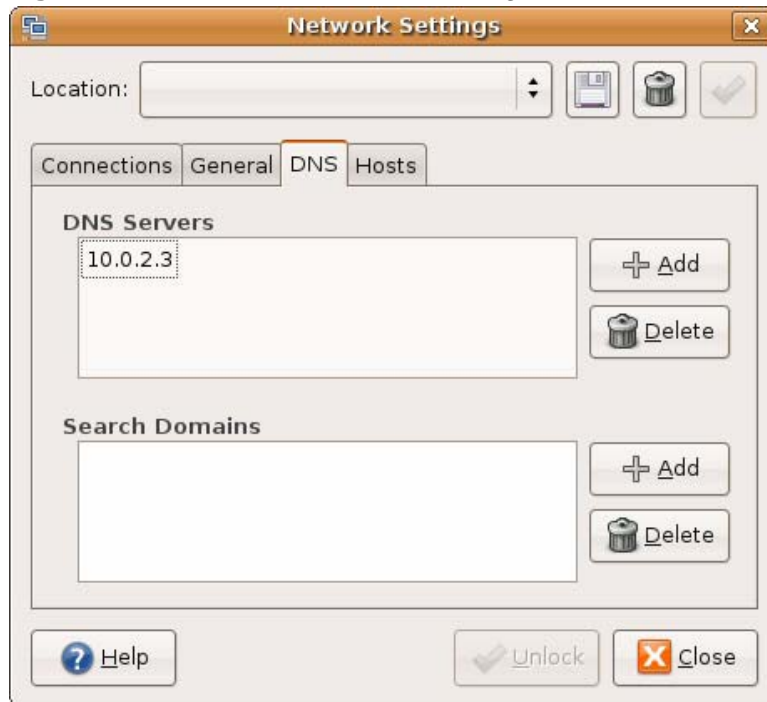 Network Settings
Location:
Connections General DNS Hosts
DNS Servers
10.0.2.3
Add
Delete
Search Domains
Add
Delete
Help Unlock Close